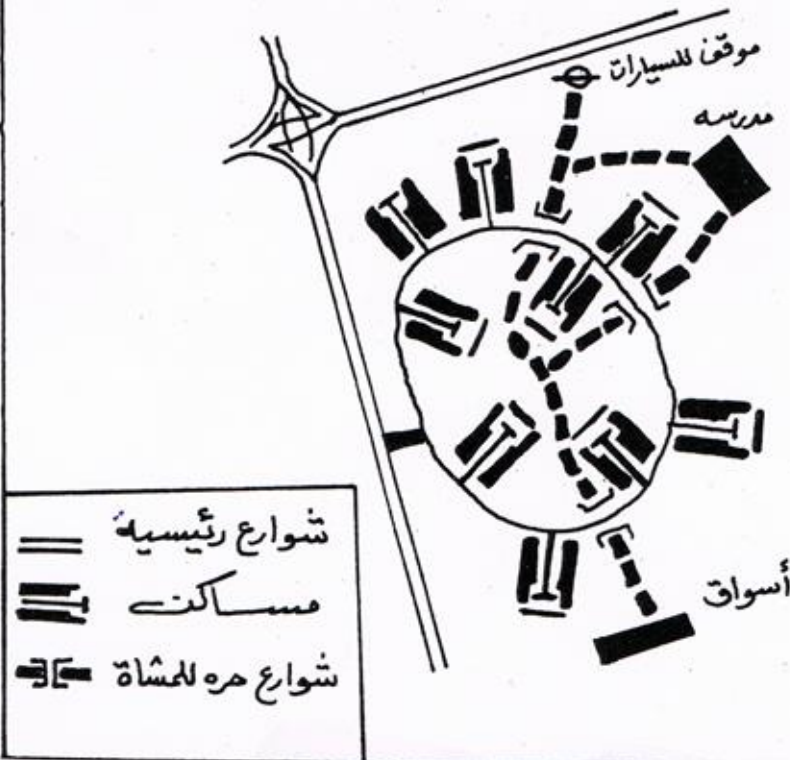 موقف للسيارات
مدرسه
أسواق
شوارع رئيسية
مساكن
شوارع حره للمشاة